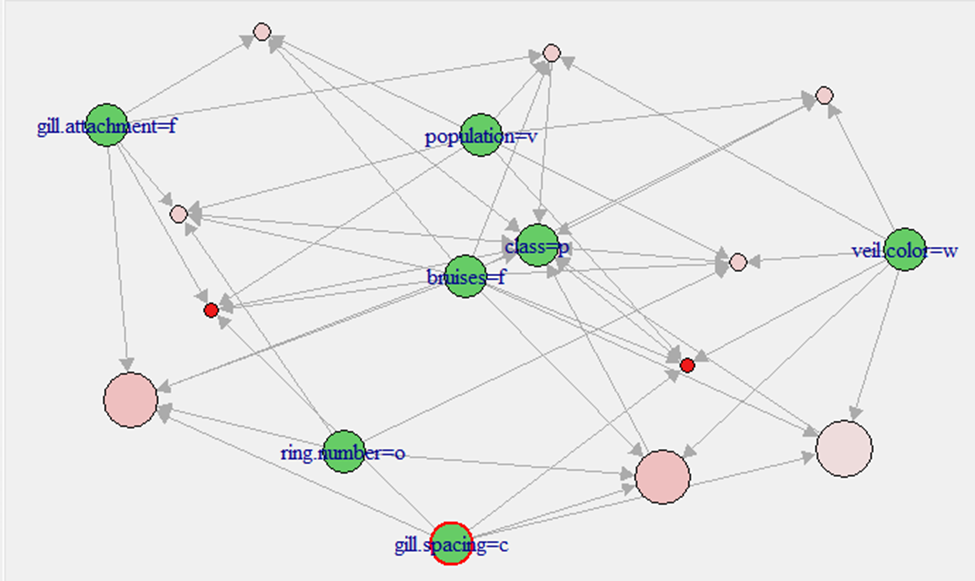 gill.attachment=f
population=v
class=p
veil.color=w
bruises=f
ring.number=o
gill.spacing=c